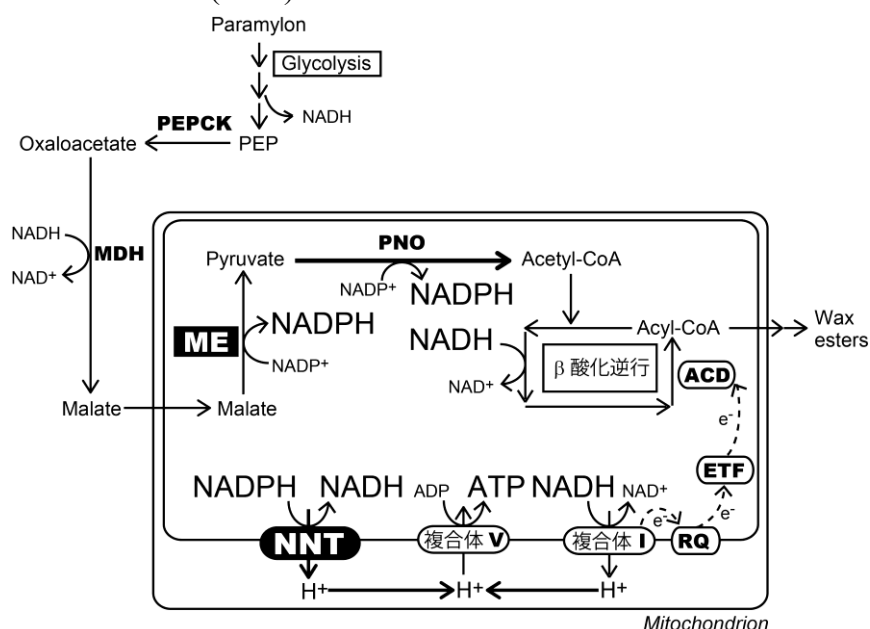 Paramylon
Glycolysis
NADH
PEPCK
Oxaloacetate
PEP
NADH
NAD+
MDH
Pyruvate
PNO
Acetyl-CoA
NADP+
NADPH
NADPH
ME
NADP+
NADH
NAD+
Acyl-CoA
Wax
esters
β 酸化逆行
ACD
Malate
Malate
e-
ETF
NADPH
NADH
ADP
ATP
NADH
NAD+
e-
e-
NNT
複合体 V
複合体 I
RQ
H+
H+
H+
Mitochondrion